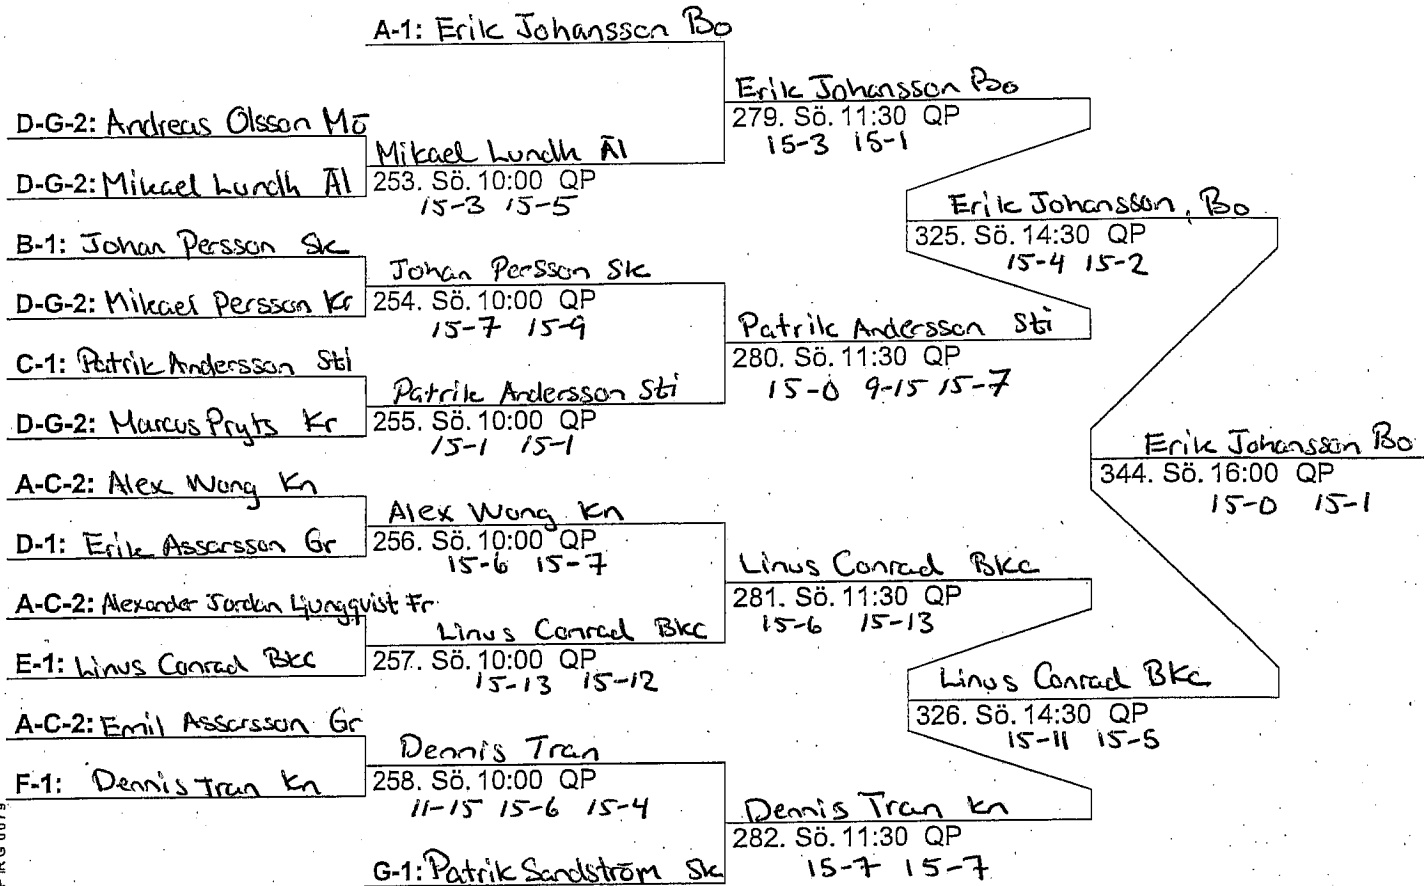 A-1: Erik Johansson Bo
Erik Johansson Bo
279. Sö. 11:30 QP
15-3 15-1
D-G-2: Andreas Olsson Mö
Mikael Lundh Äl
D-G-2: Mikael Lundh Äl
253. Sö. 10:00 QP
15-3 15-5
Erik Johansson, Bo
325. Sö. 14:30 QP
15-4 15-2
B-1: Johan Persson Sk
Johan Persson Sk
D-G-2: Mikael Persson Kr
254. Sö. 10:00 QP
15-7 15-9
Patrik Andersson Sti
280. Sö. 11:30 QP
15-0 9-15 15-7
C-1: Patrik Andersson Sti
Patrik Andersson Sti
D-G-2: Marcus Pryts Kr
255. Sö. 10:00 QP
15-1 15-1
Erik Johansson Bo
344. Sö. 16:00 QP
15-0 15-1
A-C-2: Alex Wong Kn
Alex Wong Kn
D-1: Erik Assarsson Gr
256. Sö. 10:00 QP
15-6 15-7
Linus Conrad BKC
281. Sö. 11:30 QP
15-6 15-13
A-C-2: Alexander Jordan Ljungquist Fr
Linus Conrad BKC
E-1: Linus Conrad BKC
257. Sö. 10:00 QP
15-13 15-12
Linus Conrad BKC
326. Sö. 14:30 QP
15-11 15-5
A-C-2: Emil Assarsson Gr
Dennis Tran
F-1: Dennis Tran Kn
258. Sö. 10:00 QP
11-15 15-6 15-4
Dennis Tran Kn
282. Sö. 11:30 QP
15-7 15-7
G-1: Patrik Sandström Sk